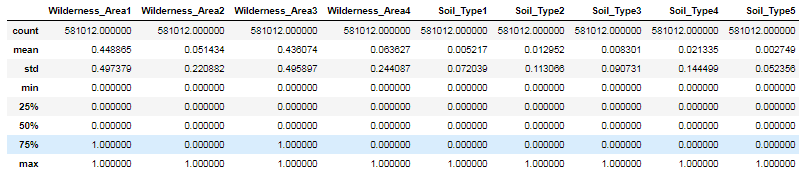 Wilderness_Area1 Wilderness_Area2 Wilderness_Area3 Wilderness_Area4 Soil_Type1 Soil_Type2 Soil_Type3 Soil_Type4 Soil_Type5
count 581012.000000 581012.000000 581012.000000 581012.000000 581012.000000 581012.000000 581012.000000 581012.000000 581012.000000
mean 0.448865 0.051434 0.436074 0.063627 0.005217 0.012952 0.008301 0.021335 0.002749
std 0.497379 0.220882 0.495897 0.244087 0.072039 0.113066 0.090731 0.144499 0.052356
min 0.000000 0.000000 0.000000 0.000000 0.000000 0.000000 0.000000 0.000000 0.000000
25% 0.000000 0.000000 0.000000 0.000000 0.000000 0.000000 0.000000 0.000000 0.000000
50% 0.000000 0.000000 0.000000 0.000000 0.000000 0.000000 0.000000 0.000000 0.000000
75% 1.000000 0.000000 1.000000 0.000000 0.000000 0.000000 0.000000 0.000000 0.000000
max 1.000000 1.000000 1.000000 1.000000 1.000000 1.000000 1.000000 1.000000 1.000000